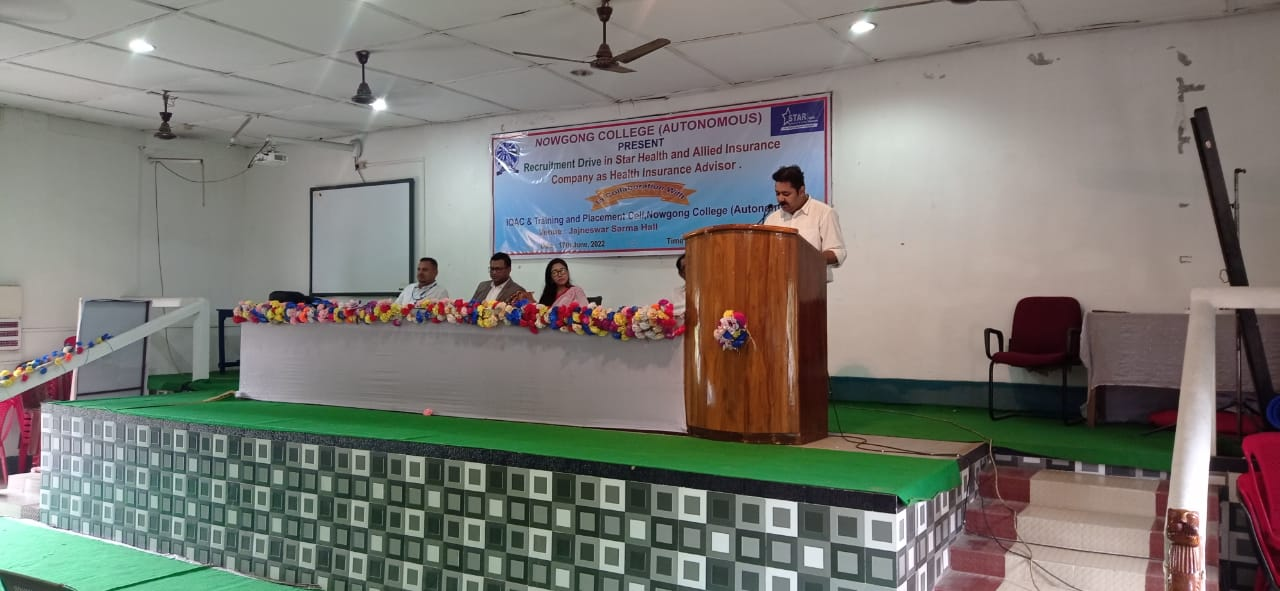 NOWGONG COLLEGE (AUTONOMOUS)
PRESENT
Recruitment Drive in Star Health and Allied Insurance
Company as Health Insurance Advisor .
In Collaboration With
IQAC & Training and Placement Cell,Nowgong College (Autonom
Venue : Jajneswar Sarma Hall
17th June, 2022 Time
STAR